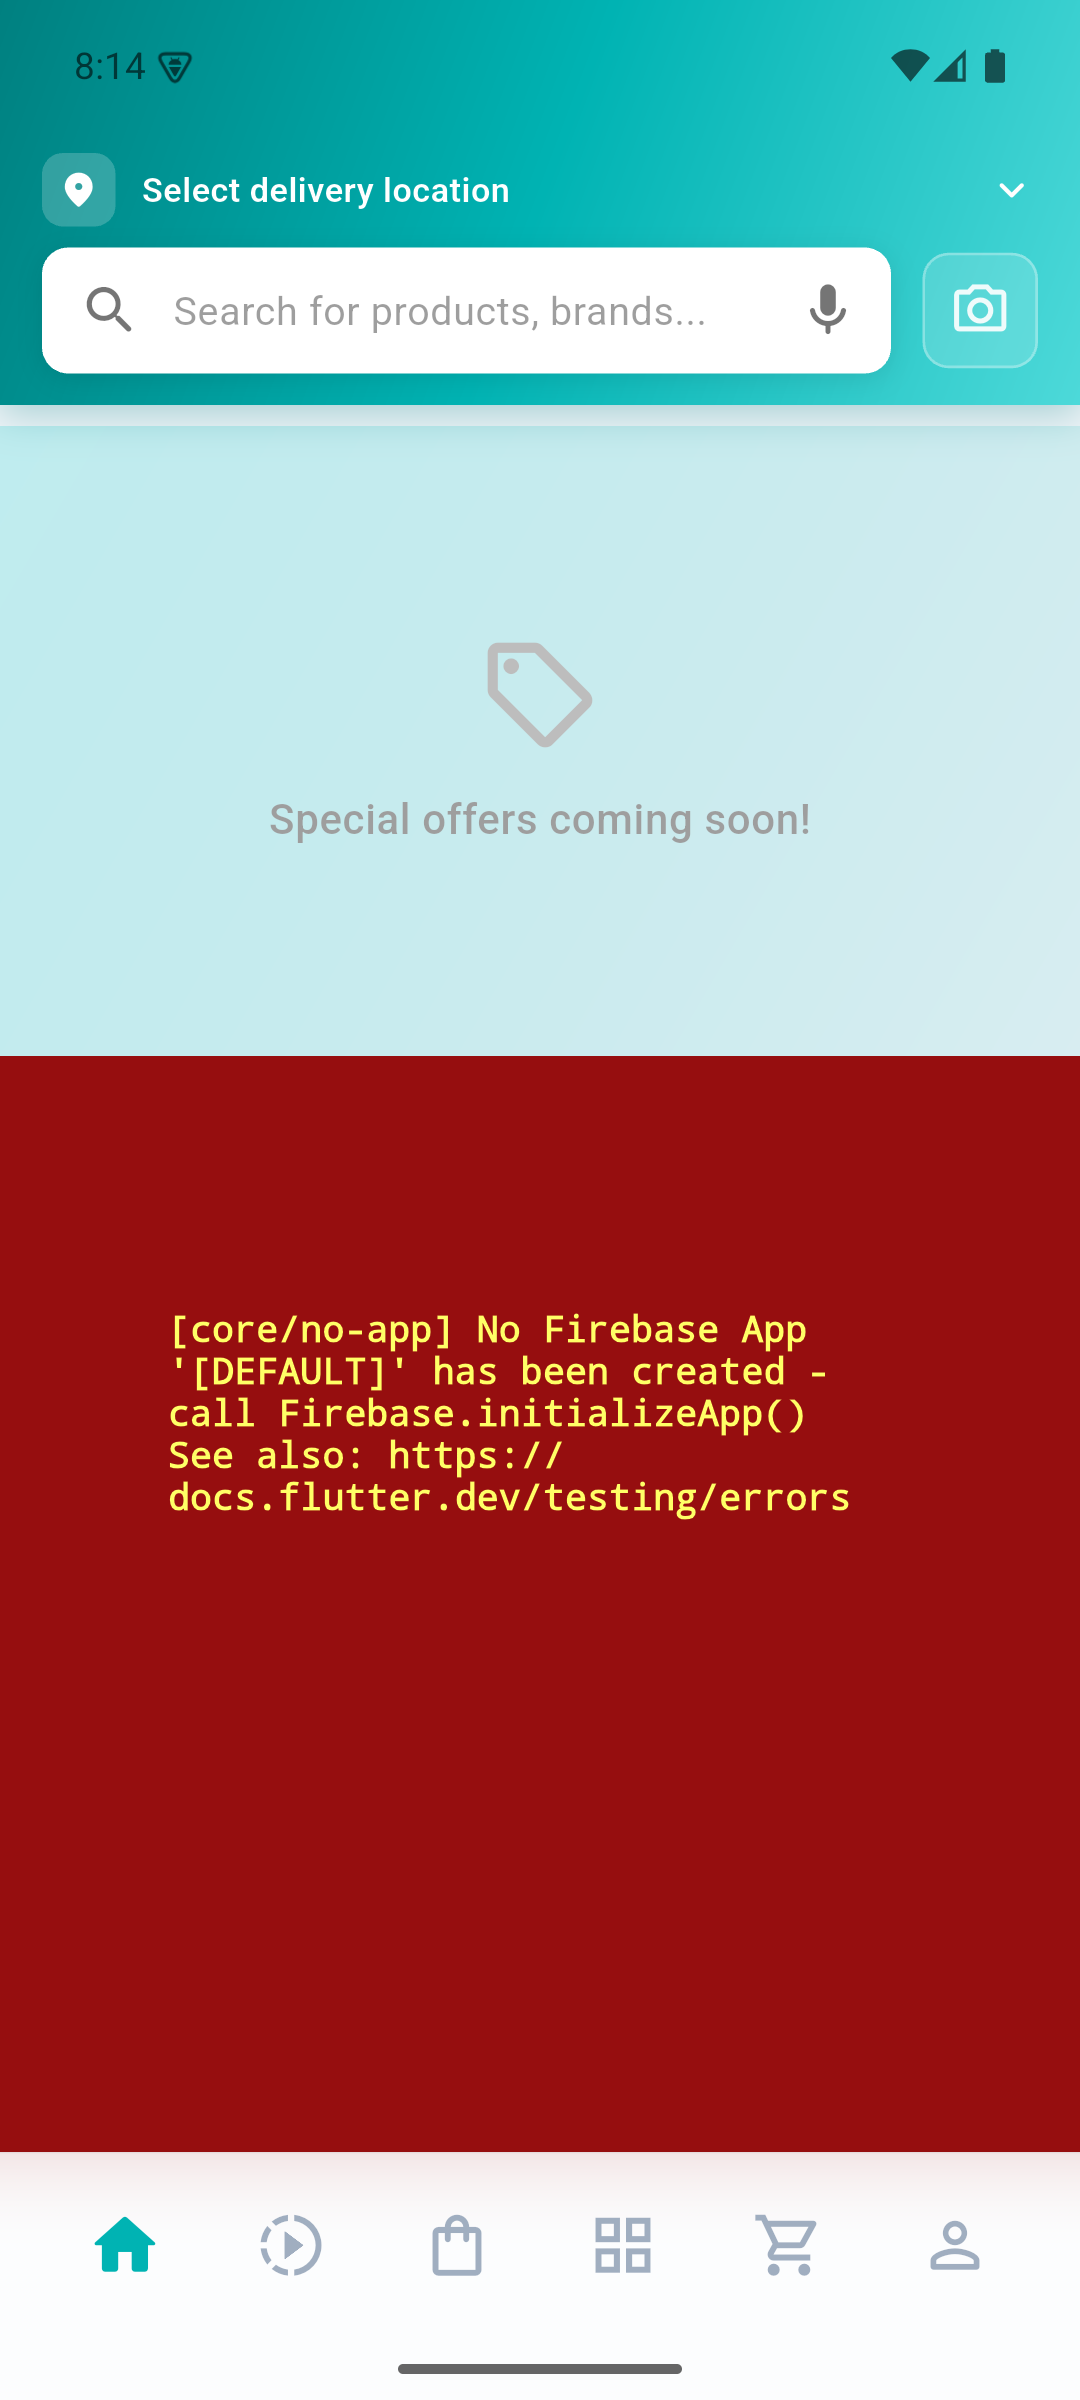 8:14
Select delivery location
Search for products, brands...
Special offers coming soon!
[core/no-app] No Firebase App
'[DEFAULT]' has been created -
call Firebase.initializeApp()
See also: https://
docs.flutter.dev/testing/errors